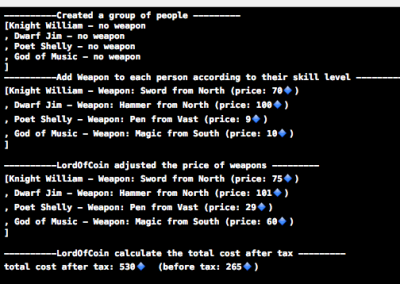 ----------Created a group of people ---------
[Knight William - no weapon
, Dwarf Jim - no weapon
, Poet Shelly - no weapon
, God of Music - no weapon
]
----------Add Weapon to each person according to their skill level ---------
[Knight William - Weapon: Sword from North (price: 70🔹)
, Dwarf Jim - Weapon: Hammer from North (price: 100🔹)
, Poet Shelly - Weapon: Pen from Vast (price: 9🔹)
, God of Music - Weapon: Magic from South (price: 10🔹)
]
----------LordOfCoin adjusted the price of weapons ---------
[Knight William - Weapon: Sword from North (price: 75🔹)
, Dwarf Jim - Weapon: Hammer from North (price: 101🔹)
, Poet Shelly - Weapon: Pen from Vast (price: 29🔹)
, God of Music - Weapon: Magic from South (price: 60🔹)
]
----------LordOfCoin calculate the total cost after tax ---------
total cost after tax: 530🔹 (before tax: 265🔹)